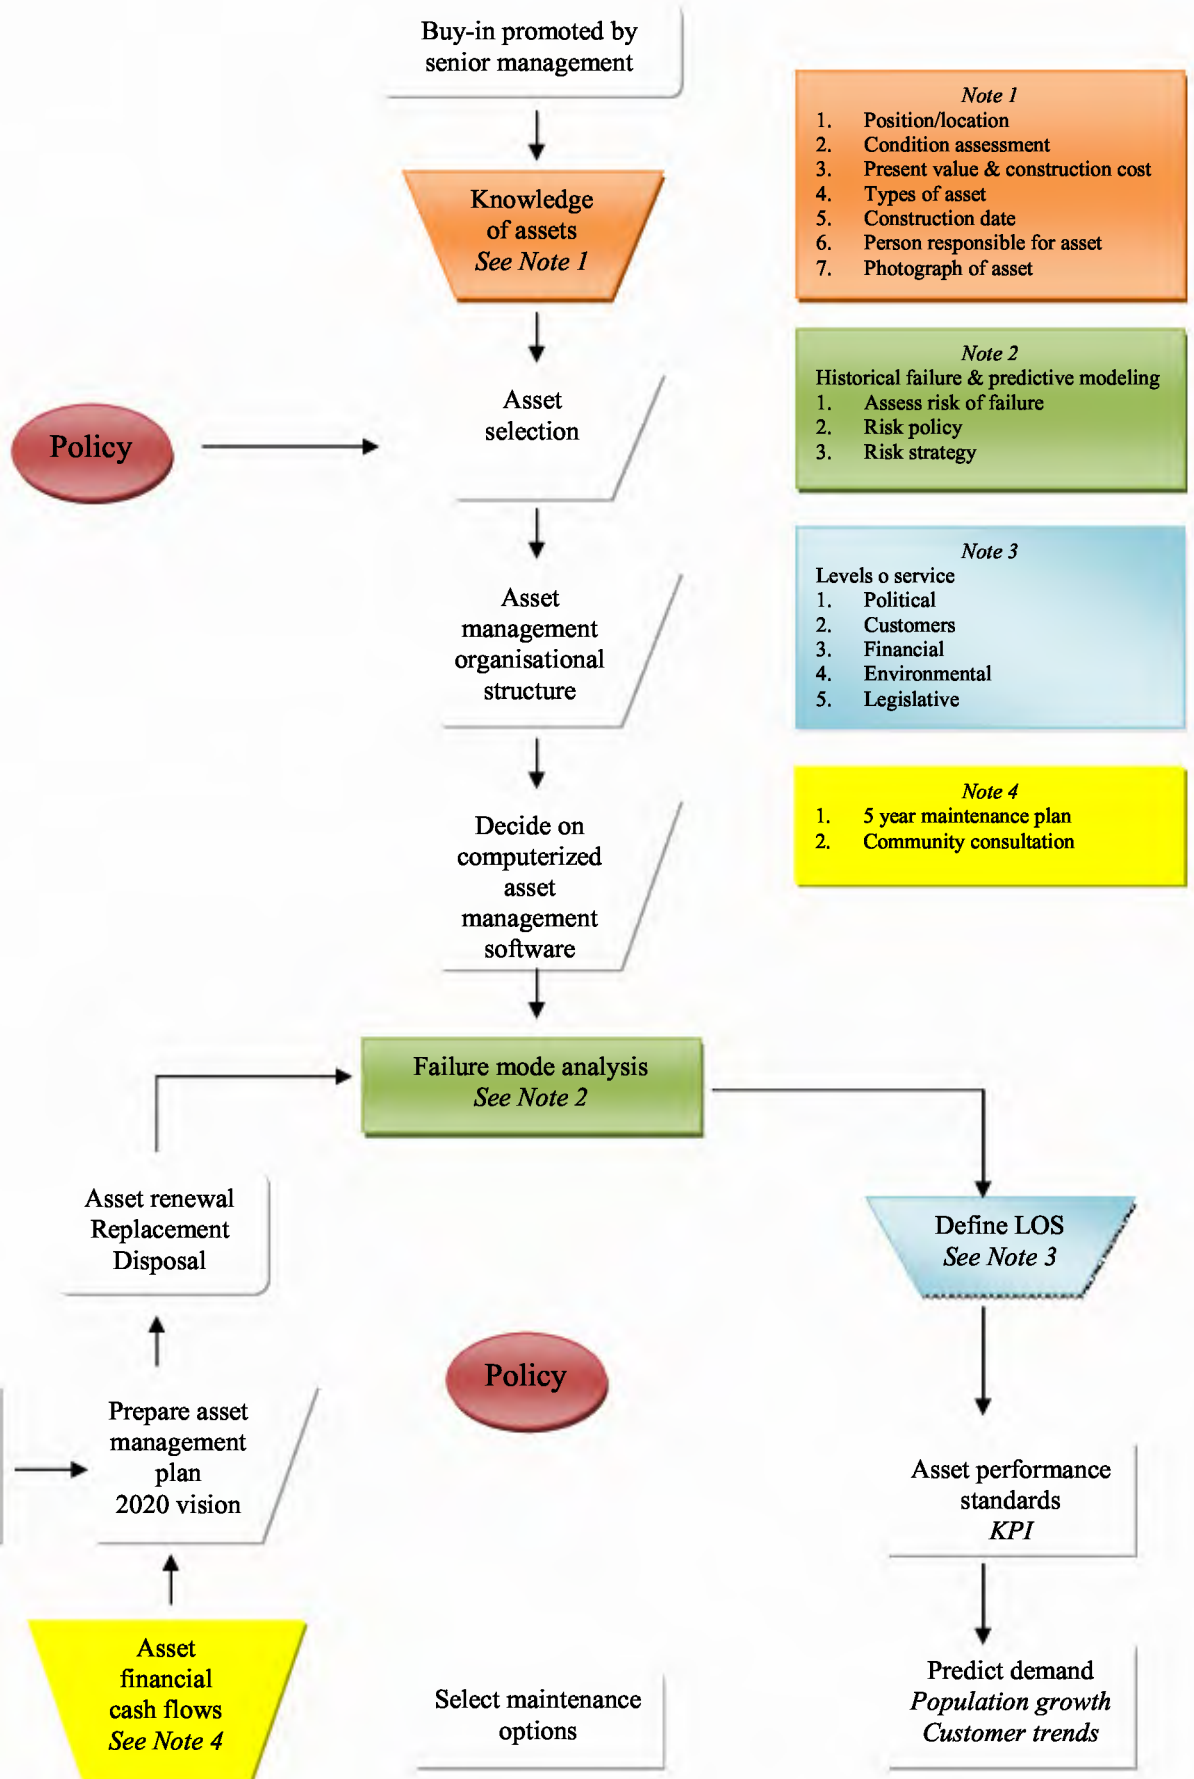 Buy-in promoted by
senior management
Knowledge
of assets
See Note 1
Asset
selection
Policy
Asset
management
organisational
structure
Decide on
computerized
asset
management
software
Note 1
1. Position/location
2. Condition assessment
3. Present value & construction cost
4. Types of asset
5. Construction date
6. Person responsible for asset
7. Photograph of asset
Note 2
Historical failure & predictive modeling
1. Assess risk of failure
2. Risk policy
3. Risk strategy
Note 3
Levels o service
1. Political
2. Customers
3. Financial
4. Environmental
5. Legislative
Note 4
1. 5 year maintenance plan
2. Community consultation
Failure mode analysis
See Note 2
Asset renewal
Replacement
Disposal
Define LOS
See Note 3
Policy
Prepare asset
management
plan
2020 vision
Asset performance
standards
KPI
Asset
financial
cash flows
See Note 4
Select maintenance
options
Predict demand
Population growth
Customer trends